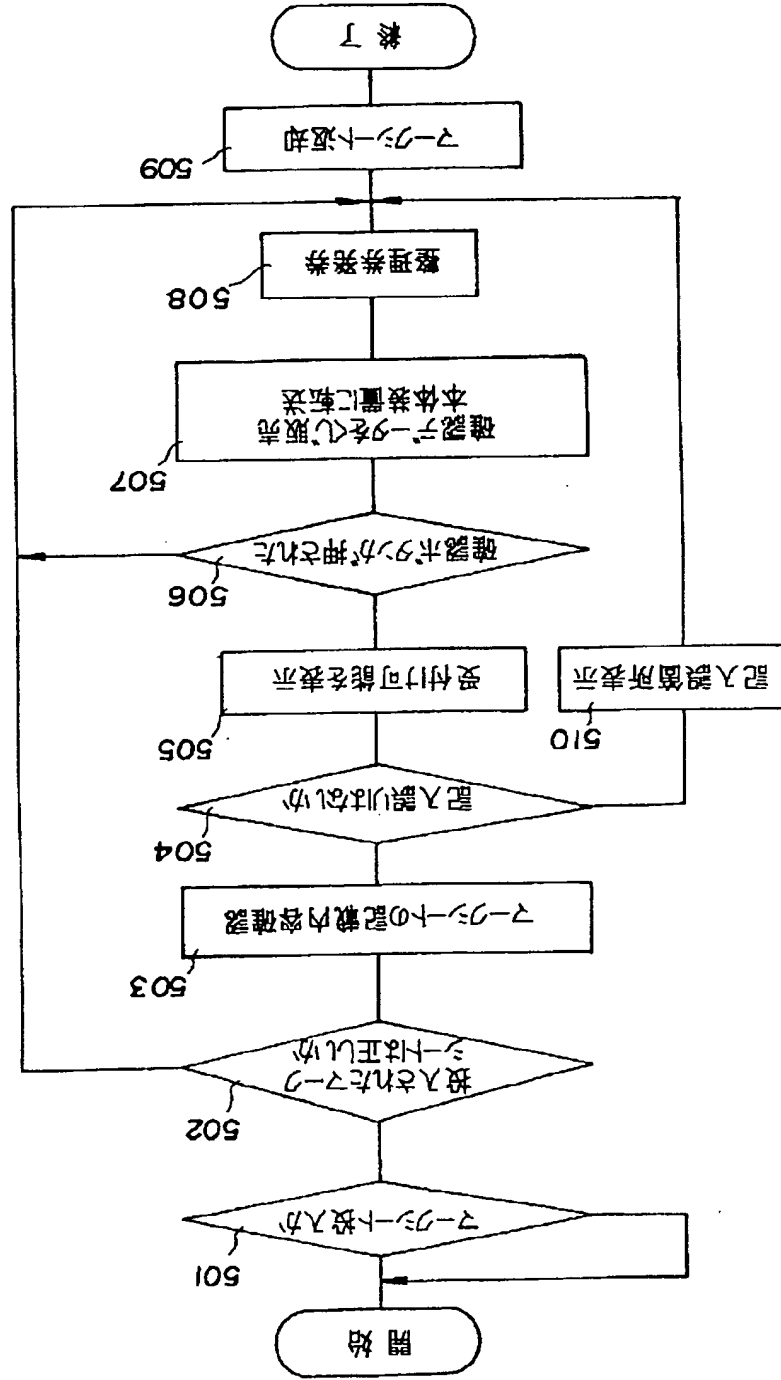 開始
501
マークシート投入か
502
投入されたマーク
シートは正しいか
503
マークシートの記載内容確認
504
記入誤りはないか
505
受付け可能を表示
510
記入誤箇所表示
506
確認ボタンが押された
507
確認データをくじ販売
本体装置に転送
508
整理券発券
509
マークシート返却
終了